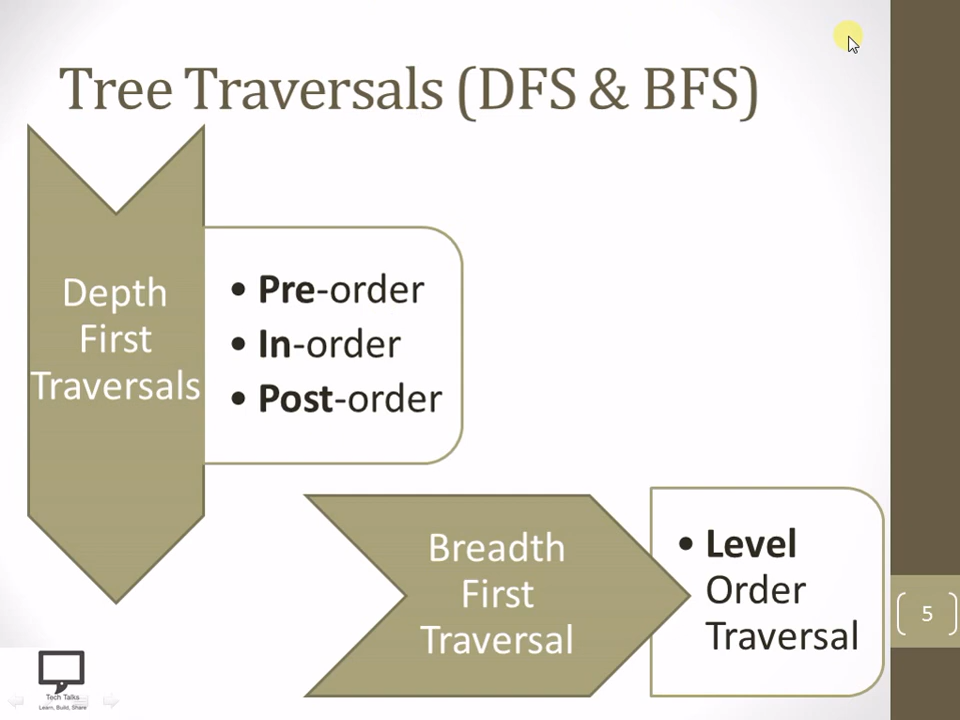 Tree Traversals (DFS & BFS)
Depth
First
Traversals
• Pre-order
• In-order
• Post-order
Breadth
First
Traversal
• Level
Order
Traversal
5
Tech Talks
Learn, Build, Share